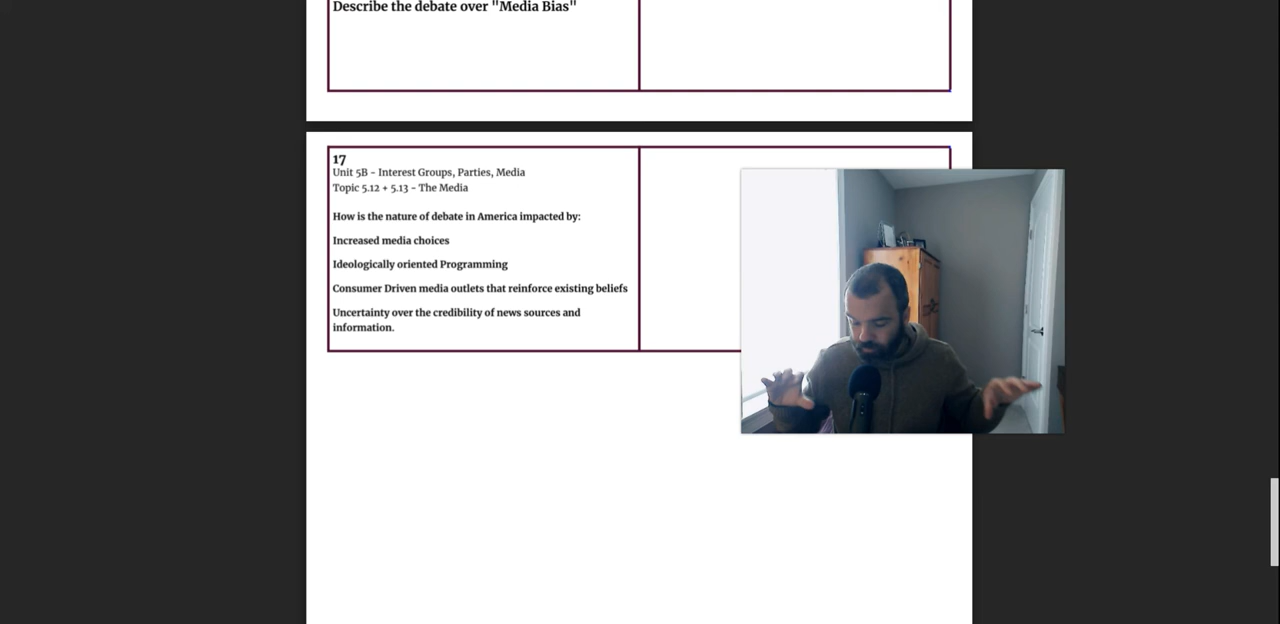 Describe the debate over "Media Bias"
17
Unit 5B - Interest Groups, Parties, Media
Topic 5.12 + 5.13 - The Media
How is the nature of debate in America impacted by:
Increased media choices
Ideologically oriented Programming
Consumer Driven media outlets that reinforce existing beliefs
Uncertainty over the credibility of news sources and
information.